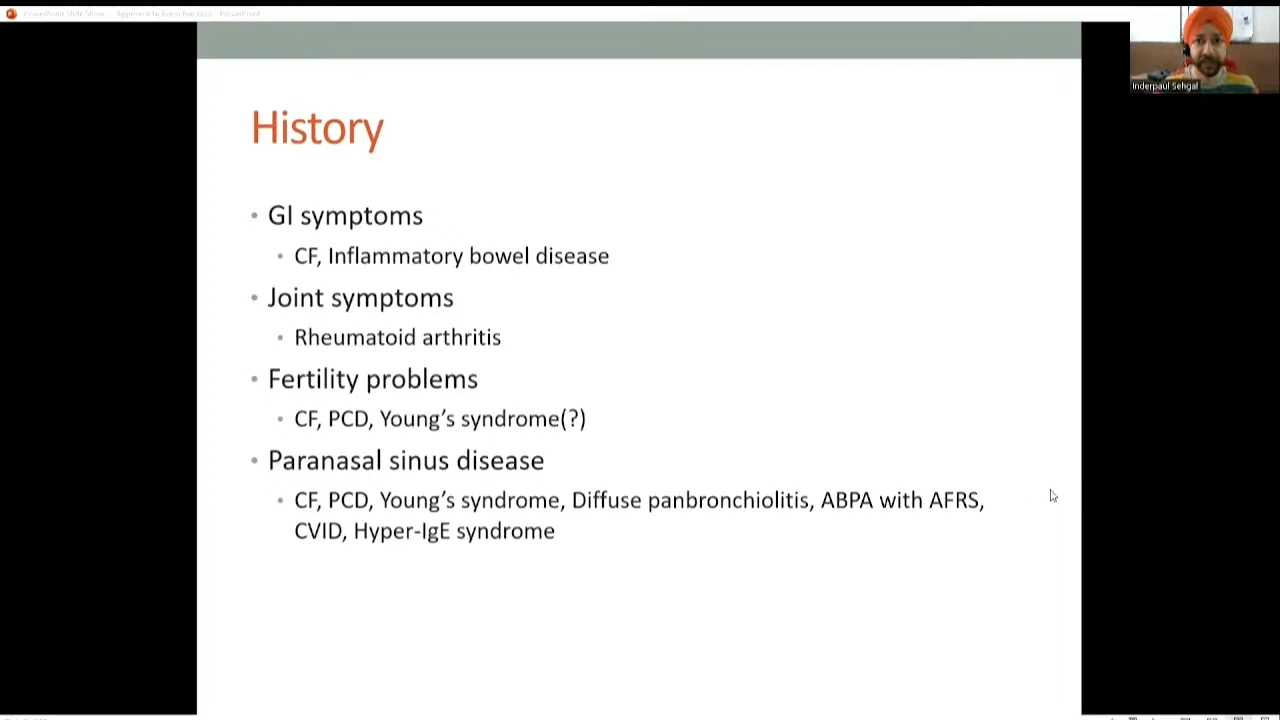 Inderpaul Sehgal
History
• GI symptoms
• CF, Inflammatory bowel disease
• Joint symptoms
• Rheumatoid arthritis
• Fertility problems
• CF, PCD, Young's syndrome(?)
• Paranasal sinus disease
• CF, PCD, Young's syndrome, Diffuse panbronchiolitis, ABPA with AFRS,
CVID, Hyper-IgE syndrome